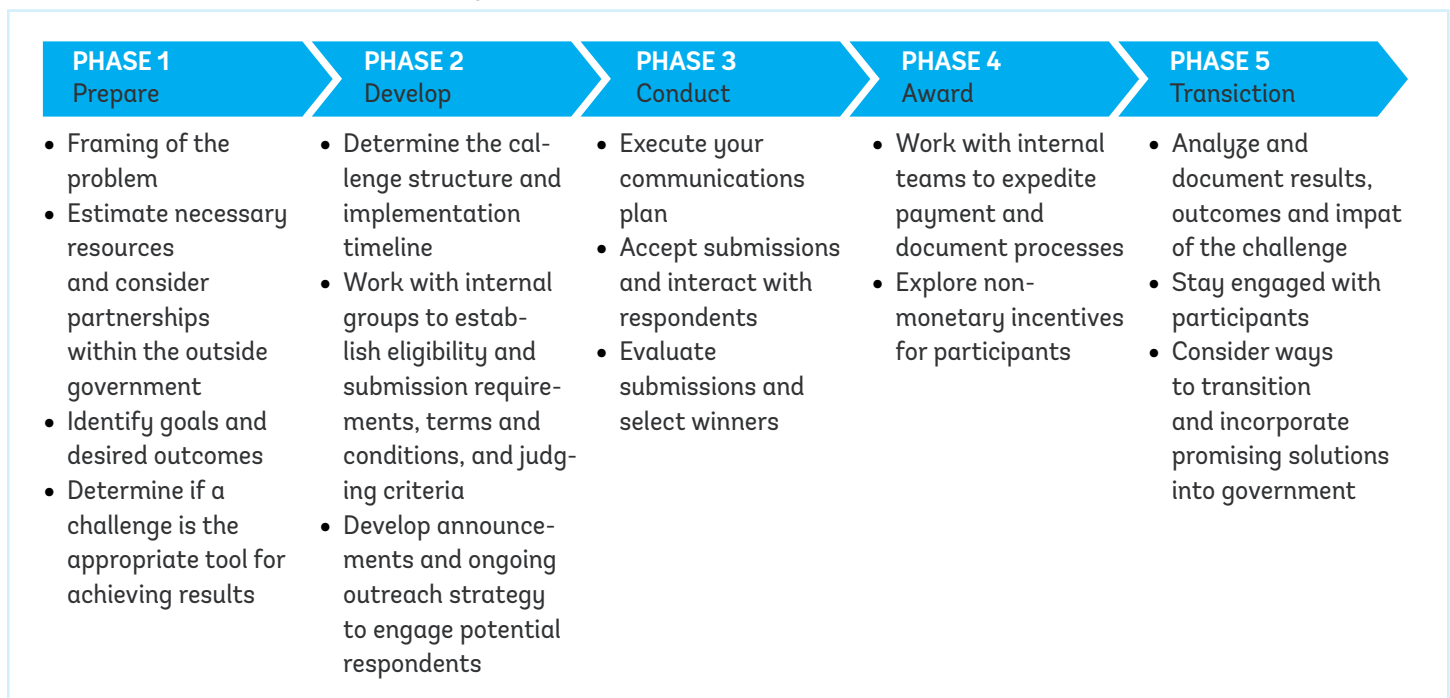 PHASE 1
Prepare
• Framing of the
problem
• Estimate necessary
resources
and consider
partnerships
within the outside
government
• Identify goals and
desired outcomes
• Determine if a
challenge is the
appropriate tool for
achieving results
PHASE 2
Develop
• Determine the cal-
lenge structure and
implementation
timeline
• Work with internal
groups to estab-
lish eligibility and
submission require-
ments, terms and
conditions, and judg-
ing criteria
• Develop announce-
ments and ongoing
outreach strategy
to engage potential
respondents
PHASE 3
Conduct
• Execute your
communications
plan
• Accept submissions
and interact with
respondents
• Evaluate
submissions and
select winners
PHASE 4
Award
• Work with internal
teams to expedite
payment and
document processes
• Explore non-
monetary incentives
for participants
PHASE 5
Transiction
• Analyze and
document results,
outcomes and impat
of the challenge
• Stay engaged with
participants
• Consider ways
to transition
and incorporate
promising solutions
into government